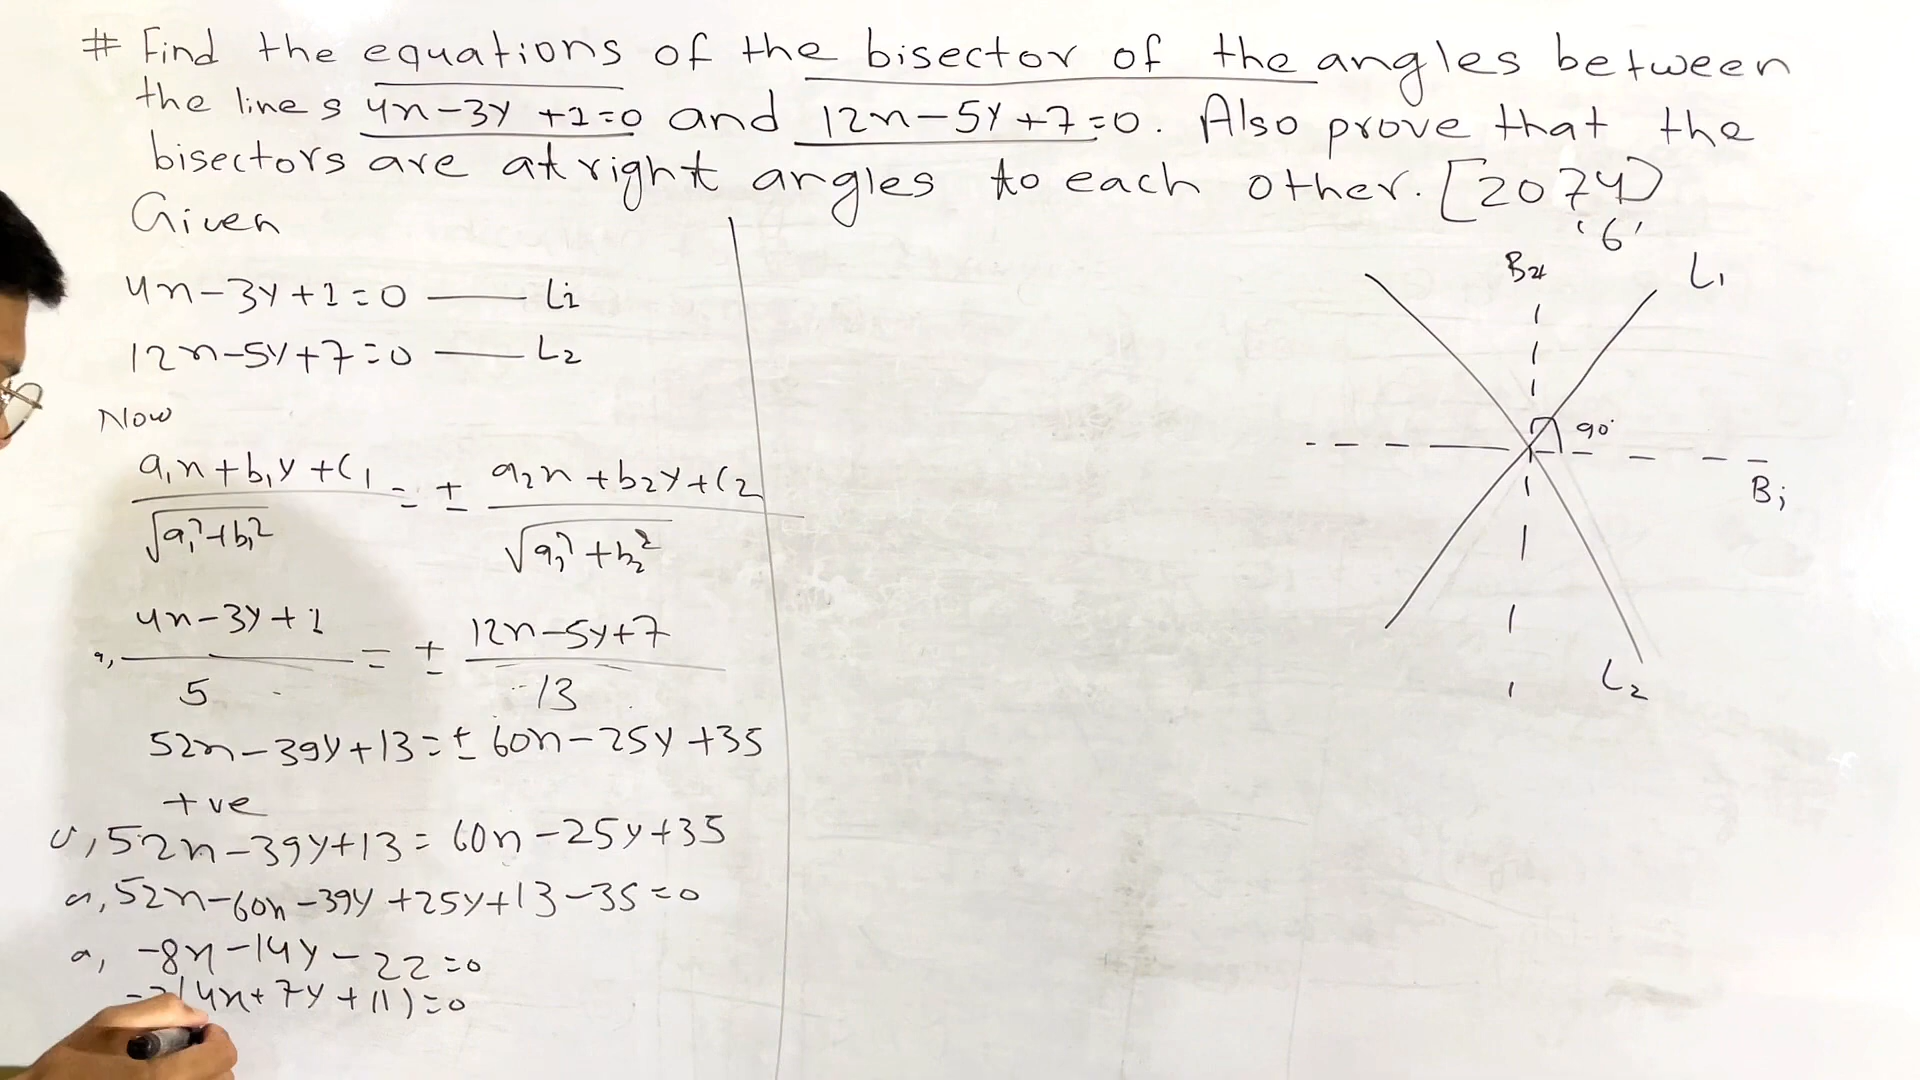 # Find the equations of the bisector of the angles between
the lines 4x-3y+1=0 and 12x-5y+7=0. Also prove that the
bisectors are at right angles to each other. [2074]
'6'
Given
4x-3y+1=0 —— L1
12x-5y+7=0 —— L2
Now
a₁x+b₁y+c₁ / √a₁²+b₁² = ± a₂x+b₂y+c₂ / √a₂²+b₂²
or, 4x-3y+1 / 5 = ± 12x-5y+7 / 13
52x-39y+13=± 60x-25y+35
+ve
or, 52x-39y+13=60x-25y+35
or, 52x-60x-39y+25y+13-35=0
or, -8x-14y-22=0
-2(4x+7y+11)=0
B2
L1
90°
B1
L2